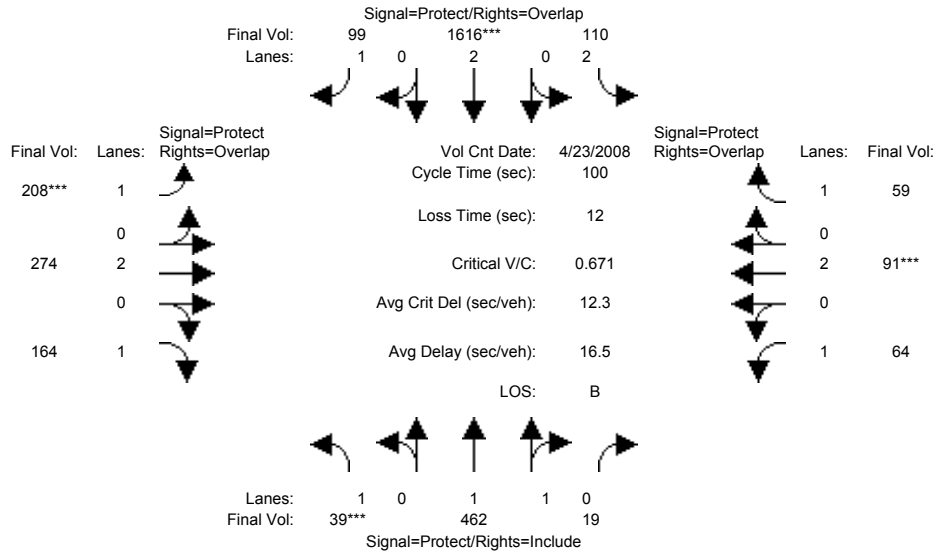 Signal=Protect/Rights=Overlap
Final Vol: 99 1616*** 110
Lanes: 1 0 2 0 2
Signal=Protect Signal=Protect
Final Vol: Lanes: Rights=Overlap Vol Cnt Date: 4/23/2008 Rights=Overlap Lanes: Final Vol:
Cycle Time (sec): 100
208*** 1 1 59
Loss Time (sec): 12
0 0
274 2 Critical V/C: 0.671 2 91***
0 Avg Crit Del (sec/veh): 12.3 0
164 1 Avg Delay (sec/veh): 16.5 1 64
LOS: B
Lanes: 1 0 1 1 0
Final Vol: 39*** 462 19
Signal=Protect/Rights=Include